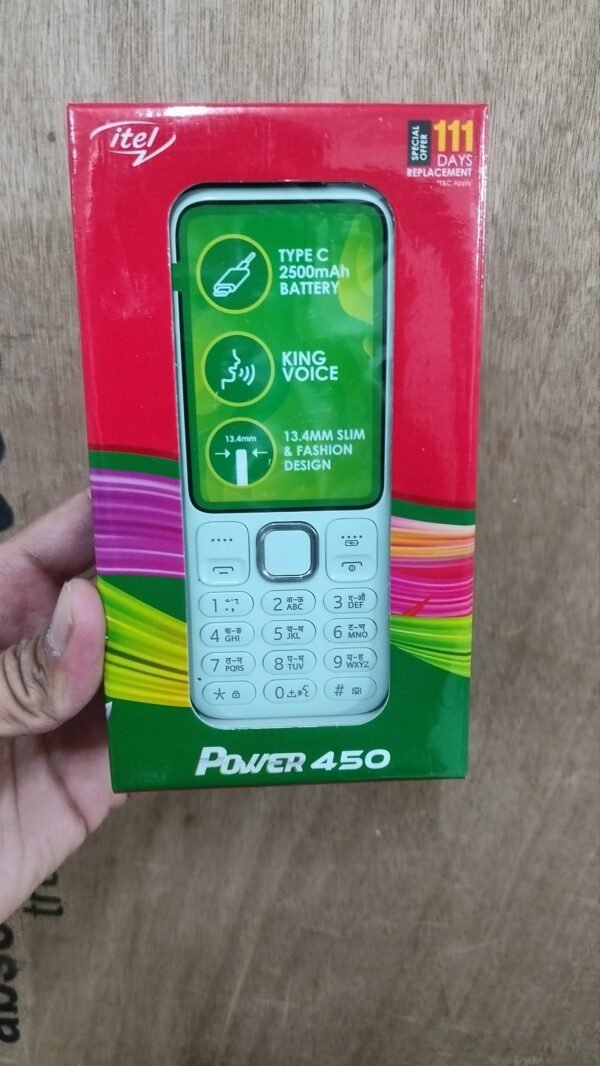 itel
SPECIAL OFFER
111
DAYS
REPLACEMENT
*T&C Apply
TYPE C
2500mAh
BATTERY
KING
VOICE
13.4mm
13.4MM SLIM
& FASHION
DESIGN
1
2 अ-ऊ ABC
3 ए-औ DEF
4 क-ङ GHI
5 च-ञ JKL
6 ट-ण MNO
7 त-न PQRS
8 प-म TUV
9 य-ह WXYZ
* 0 #
POWER 450